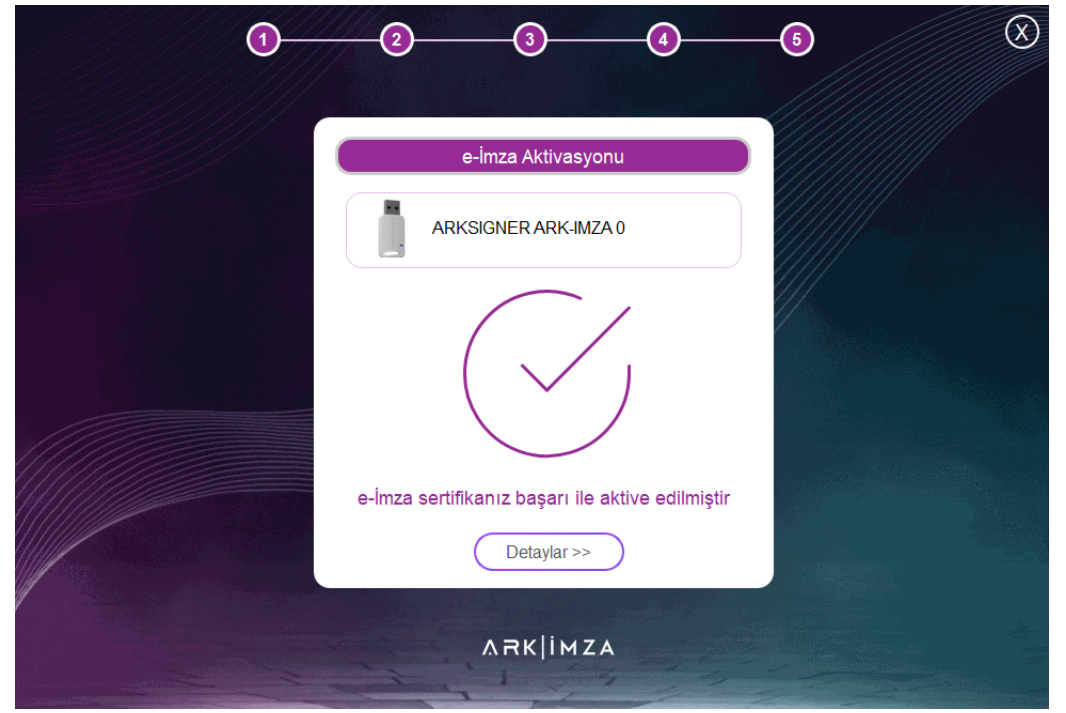 1 2 3 4 5 X
e-İmza Aktivasyonu
ARKSIGNER ARK-IMZA 0
e-İmza sertifikanız başarı ile aktive edilmiştir
Detaylar >>
ARK|İMZA